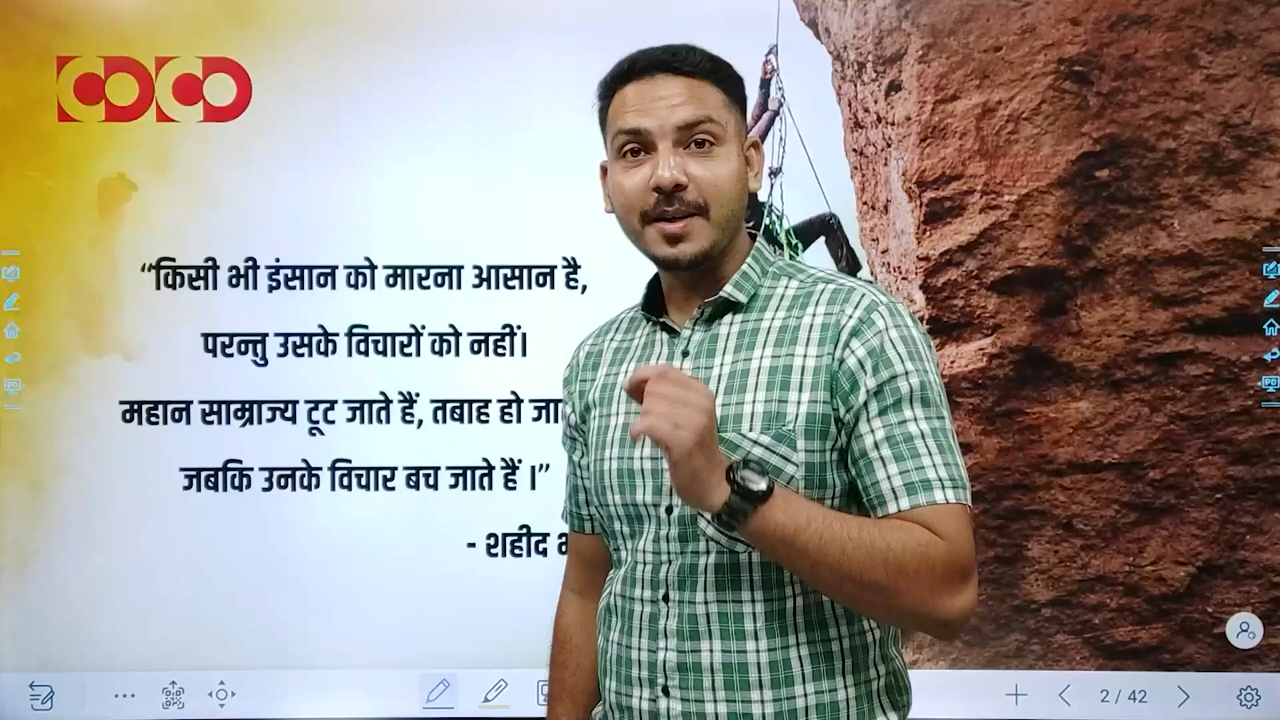 “किसी भी इंसान को मारना आसान है,
परन्तु उसके विचारों को नहीं।
महान साम्राज्य टूट जाते हैं, तबाह हो
जबकि उनके विचार बच जाते हैं ।”
- शहीद
2 / 42